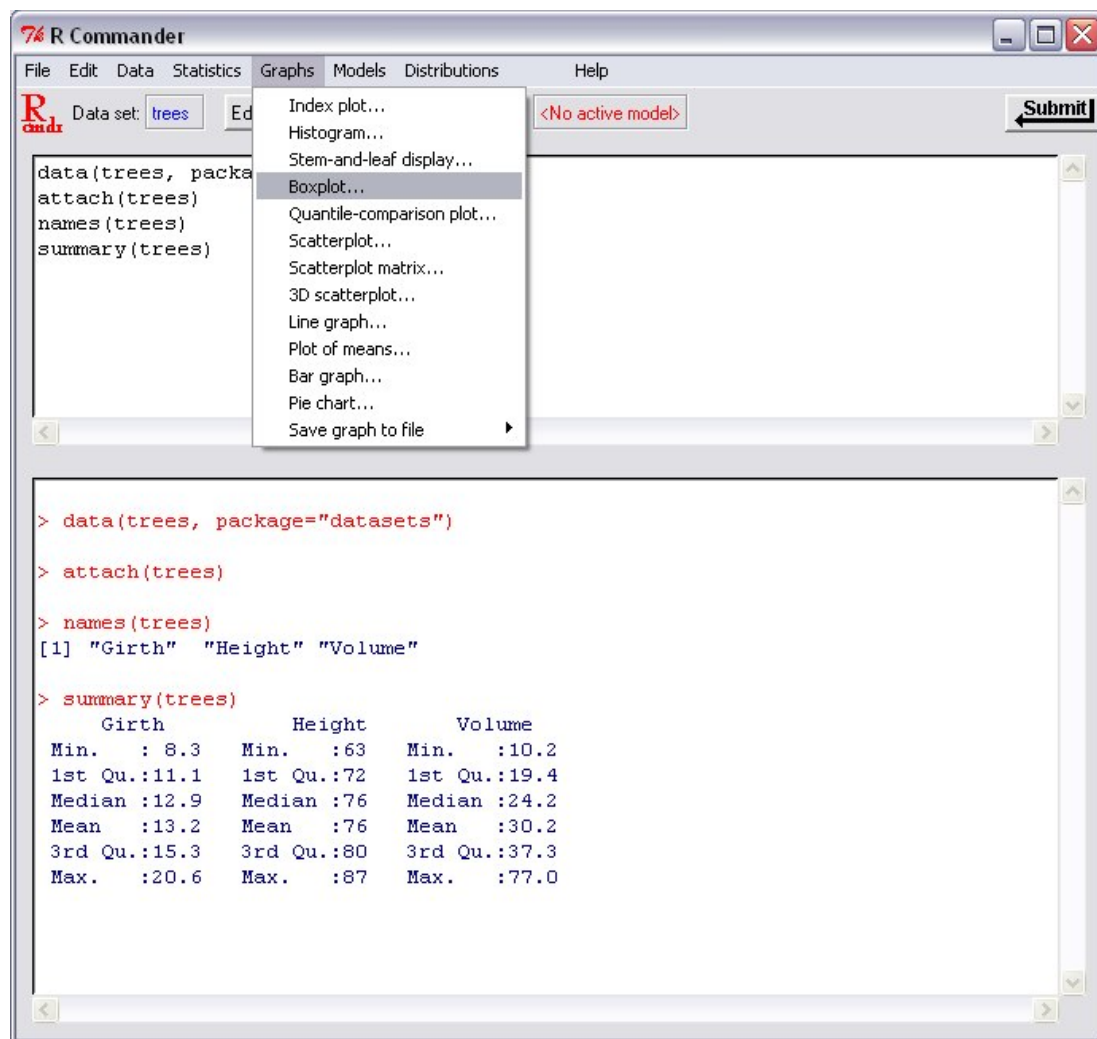 R Commander
File Edit Data Statistics Graphs Models Distributions Help
R cmdr Data set: trees Ed <No active model> Submit
Index plot...
Histogram...
Stem-and-leaf display...
Boxplot...
Quantile-comparison plot...
Scatterplot...
Scatterplot matrix...
3D scatterplot...
Line graph...
Plot of means...
Bar graph...
Pie chart...
Save graph to file
data(trees, packa
attach(trees)
names(trees)
summary(trees)
> data(trees, package="datasets")
> attach(trees)
> names(trees)
[1] "Girth"  "Height" "Volume"
> summary(trees)
     Girth          Height       Volume
 Min.   : 8.3   Min.   :63   Min.   :10.2
 1st Qu.:11.1   1st Qu.:72   1st Qu.:19.4
 Median :12.9   Median :76   Median :24.2
 Mean   :13.2   Mean   :76   Mean   :30.2
 3rd Qu.:15.3   3rd Qu.:80   3rd Qu.:37.3
 Max.   :20.6   Max.   :87   Max.   :77.0